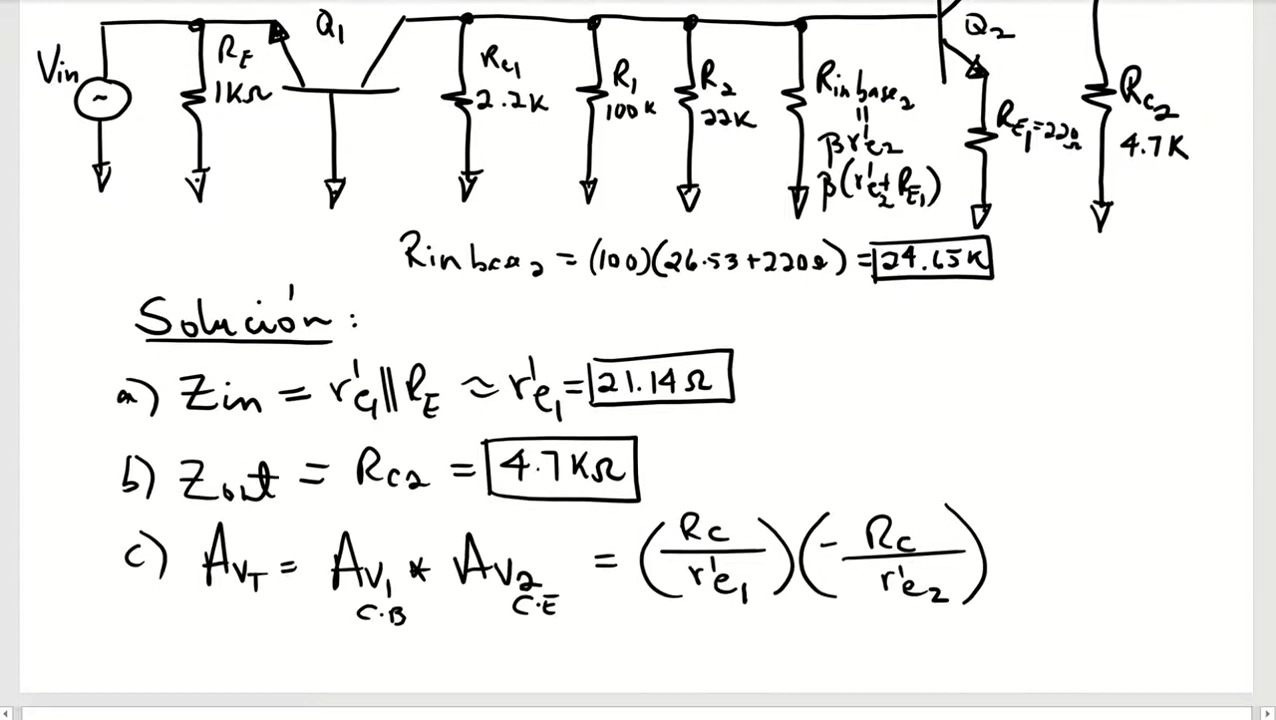 Q1
Q2
Vin
RE
1KΩ
Rc1
2.2K
R1
100K
R2
22K
Rin base2
=
βr'e2
β(r'e2+RE1)
RE1=220Ω
Rc2
4.7K
Rin base2 = (100)(26.53+220Ω) = 24.65K
Solución:
a) Zin = r'e1||RE ≈ r'e1 = 21.14Ω
b) Zout = Rc2 = 4.7KΩ
c) AVT = AV1 * AV2 = (Rc/r'e1)(-Rc/r'e2)
C.B C.E